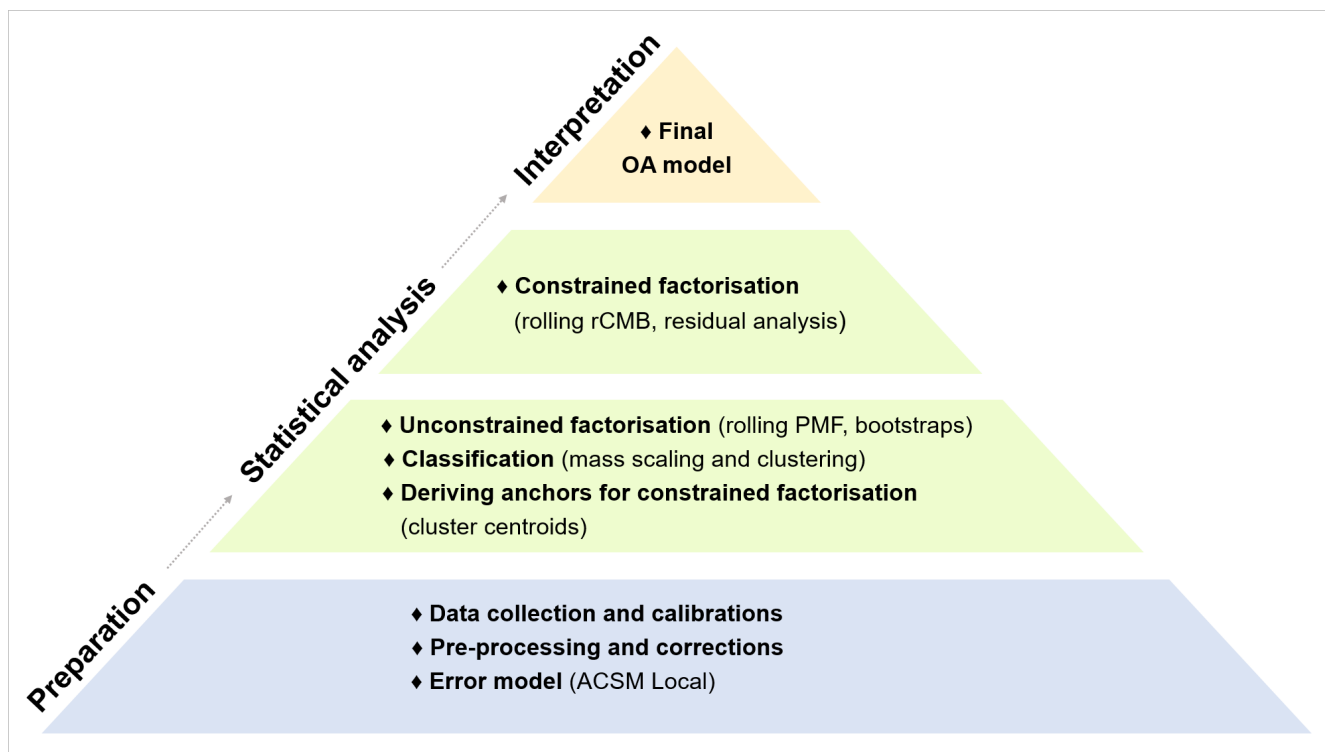 Interpretation
♦ Final
OA model
Statistical analysis
♦ Constrained factorisation
(rolling rCMB, residual analysis)
♦ Unconstrained factorisation (rolling PMF, bootstraps)
♦ Classification (mass scaling and clustering)
♦ Deriving anchors for constrained factorisation
(cluster centroids)
Preparation
♦ Data collection and calibrations
♦ Pre-processing and corrections
♦ Error model (ACSM Local)